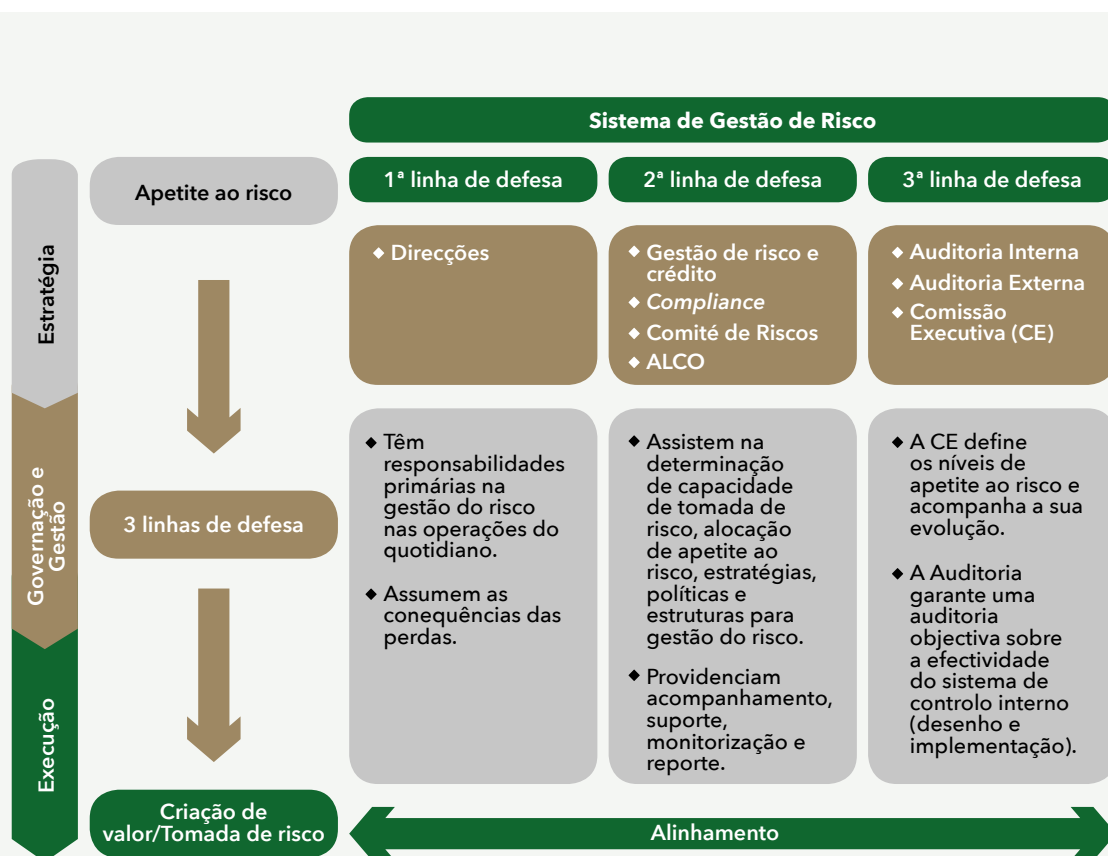 Sistema de Gestão de Risco
Estratégia
Governação e
Gestão
Execução
Apetite ao risco
3 linhas de defesa
Criação de
valor/Tomada de risco
1ª linha de defesa
◆ Direcções
◆ Têm
responsabilidades
primárias na
gestão do risco
nas operações do
quotidiano.
◆ Assumem as
conequências das
perdas.
2ª linha de defesa
◆ Gestão de risco e
crédito
◆ Compliance
◆ Comité de Riscos
◆ ALCO
◆ Assistem na
determinação
de capacidade
de tomada de
risco, alocação
de apetite ao
risco, estratégias,
políticas e
estruturas para
gestão do risco.
◆ Providenciam
acompanhamento,
suporte,
monitorização e
reporte.
3ª linha de defesa
◆ Auditoria Interna
◆ Auditoria Externa
◆ Comissão
Executiva (CE)
◆ A CE define
os níveis de
apetite ao risco e
acompanha a sua
evolução.
◆ A Auditoria
garante uma
auditoria
objectiva sobre
a efectividade
do sistema de
controlo interno
(desenho e
implementação).
Alinhamento